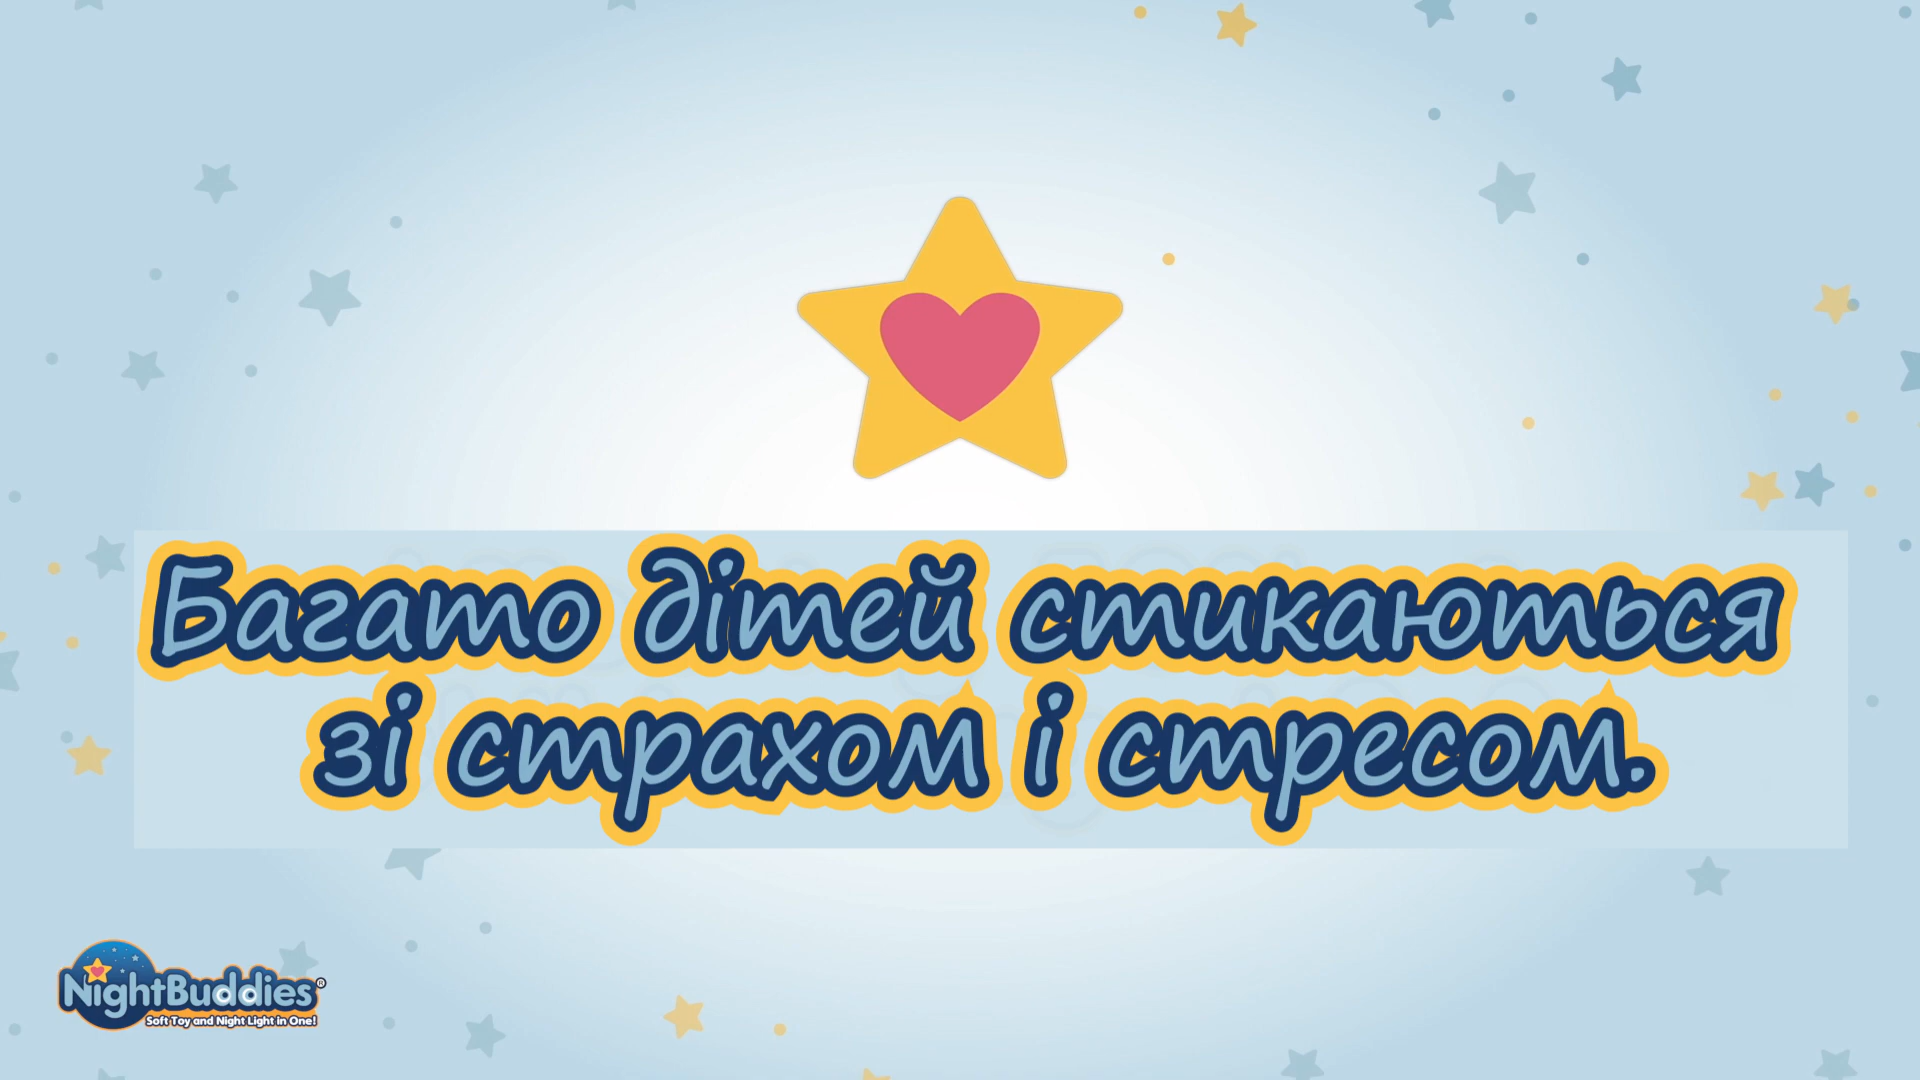 Багато дітей стикаються
зі страхом і стресом.
NightBuddies®
Soft Toy and Night Light in One!